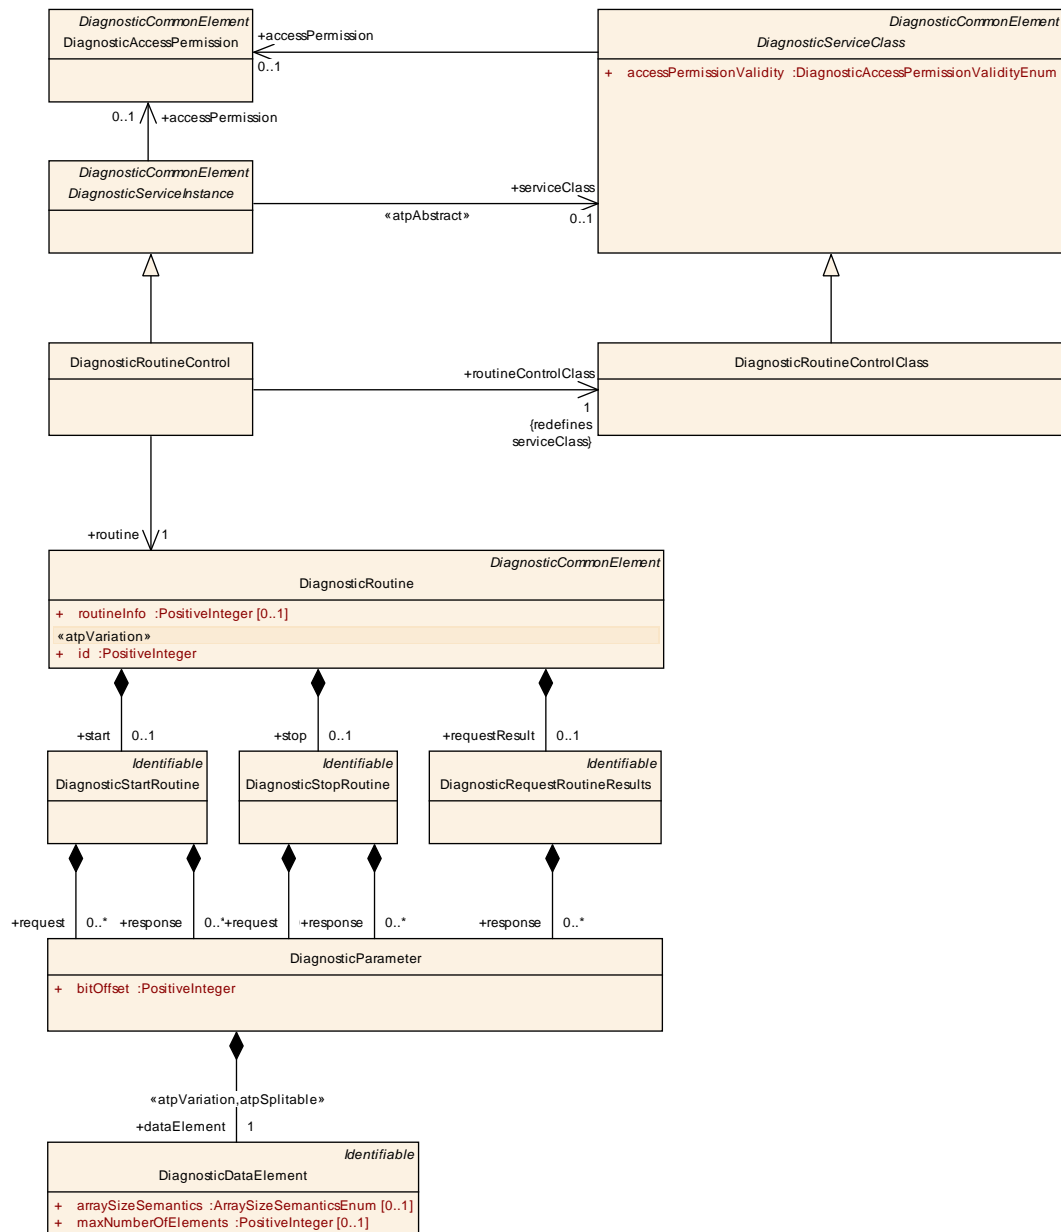 DiagnosticCommonElement
DiagnosticAccessPermission
+accessPermission
0..1
DiagnosticCommonElement
DiagnosticServiceClass
+ accessPermissionValidity :DiagnosticAccessPermissionValidityEnum
0..1
+accessPermission
DiagnosticCommonElement
DiagnosticServiceInstance
+serviceClass
«atpAbstract»
0..1
DiagnosticRoutineControl
+routineControlClass
1
{redefines
serviceClass}
DiagnosticRoutineControlClass
+routine
1
DiagnosticCommonElement
DiagnosticRoutine
+ routineInfo :PositiveInteger [0..1]
«atpVariation»
+ id :PositiveInteger
+start 0..1
+stop 0..1
+requestResult 0..1
Identifiable
DiagnosticStartRoutine
Identifiable
DiagnosticStopRoutine
Identifiable
DiagnosticRequestRoutineResults
+request 0..*
+response 0..*
+request
+response 0..*
+response 0..*
DiagnosticParameter
+ bitOffset :PositiveInteger
«atpVariation,atpSplitable»
+dataElement 1
Identifiable
DiagnosticDataElement
+ arraySizeSemantics :ArraySizeSemanticsEnum [0..1]
+ maxNumberOfElements :PositiveInteger [0..1]